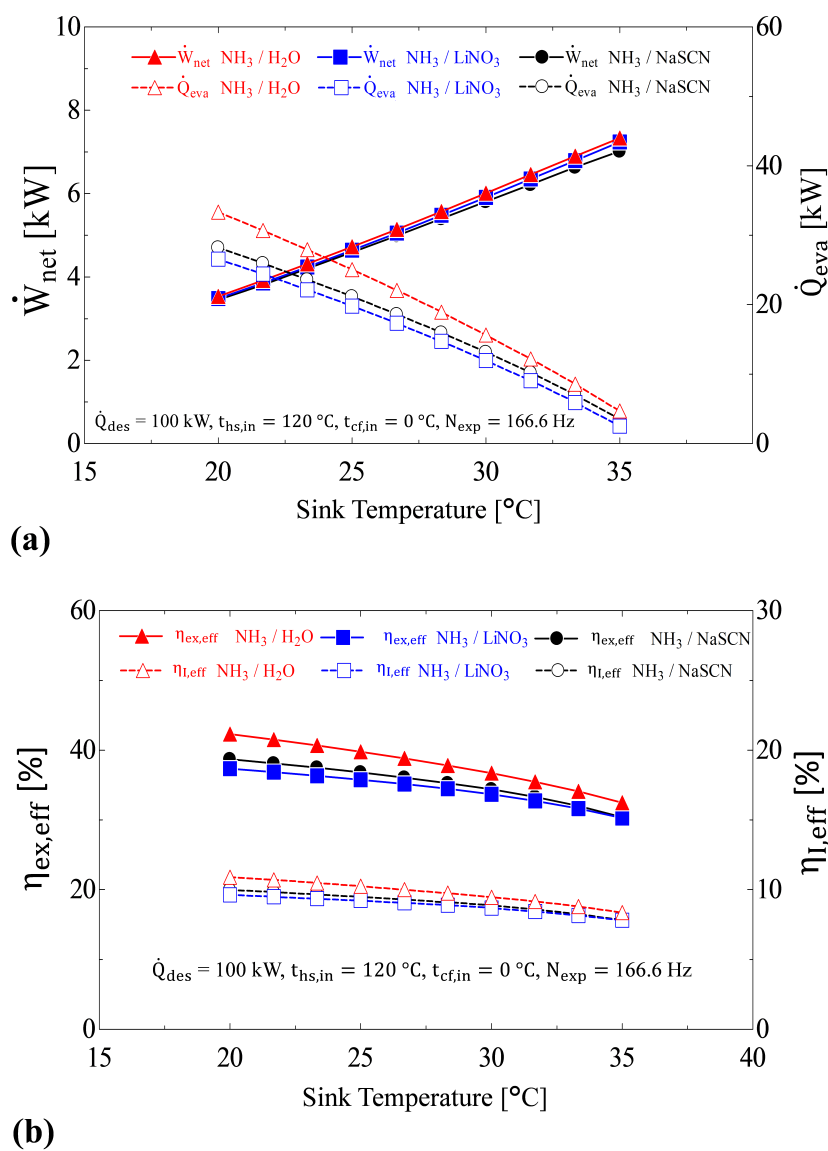 10
60
Ẇnet NH₃ / H₂O Ẇnet NH₃ / LiNO₃ Ẇnet NH₃ / NaSCN
Q̇eva NH₃ / H₂O Q̇eva NH₃ / LiNO₃ Q̇eva NH₃ / NaSCN
8
6
40
4
20
2
0
0
Ẇnet [kW]
Q̇eva [kW]
Q̇des = 100 kW, ths,in = 120 °C, tcf,in = 0 °C, Nexp = 166.6 Hz
15 20 25 30 35 40
Sink Temperature [°C]
(a)
60
30
ηex,eff NH₃ / H₂O ηex,eff NH₃ / LiNO₃ ηex,eff NH₃ / NaSCN
ηI,eff NH₃ / H₂O ηI,eff NH₃ / LiNO₃ ηI,eff NH₃ / NaSCN
40
20
20
10
0
0
ηex,eff [%]
ηI,eff [%]
Q̇des = 100 kW, ths,in = 120 °C, tcf,in = 0 °C, Nexp = 166.6 Hz
15 20 25 30 35 40
Sink Temperature [°C]
(b)